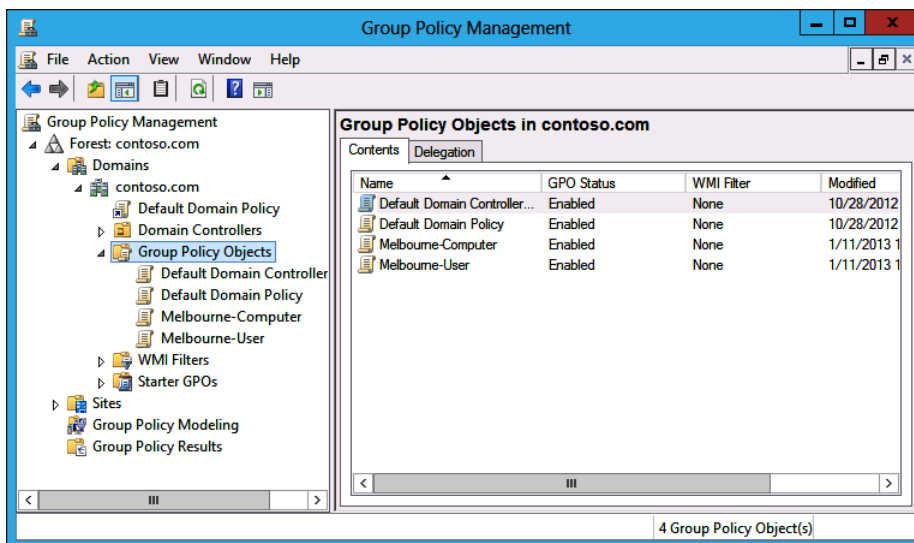 Group Policy Management
File Action View Window Help
Group Policy Management
Forest: contoso.com
Domains
contoso.com
Default Domain Policy
Domain Controllers
Group Policy Objects
Default Domain Controller
Default Domain Policy
Melbourne-Computer
Melbourne-User
WMI Filters
Starter GPOs
Sites
Group Policy Modeling
Group Policy Results
Group Policy Objects in contoso.com
Contents Delegation
Name GPO Status WMI Filter Modified
Default Domain Controller... Enabled None 10/28/2012
Default Domain Policy Enabled None 10/28/2012
Melbourne-Computer Enabled None 1/11/2013 1
Melbourne-User Enabled None 1/11/2013 1
4 Group Policy Object(s)